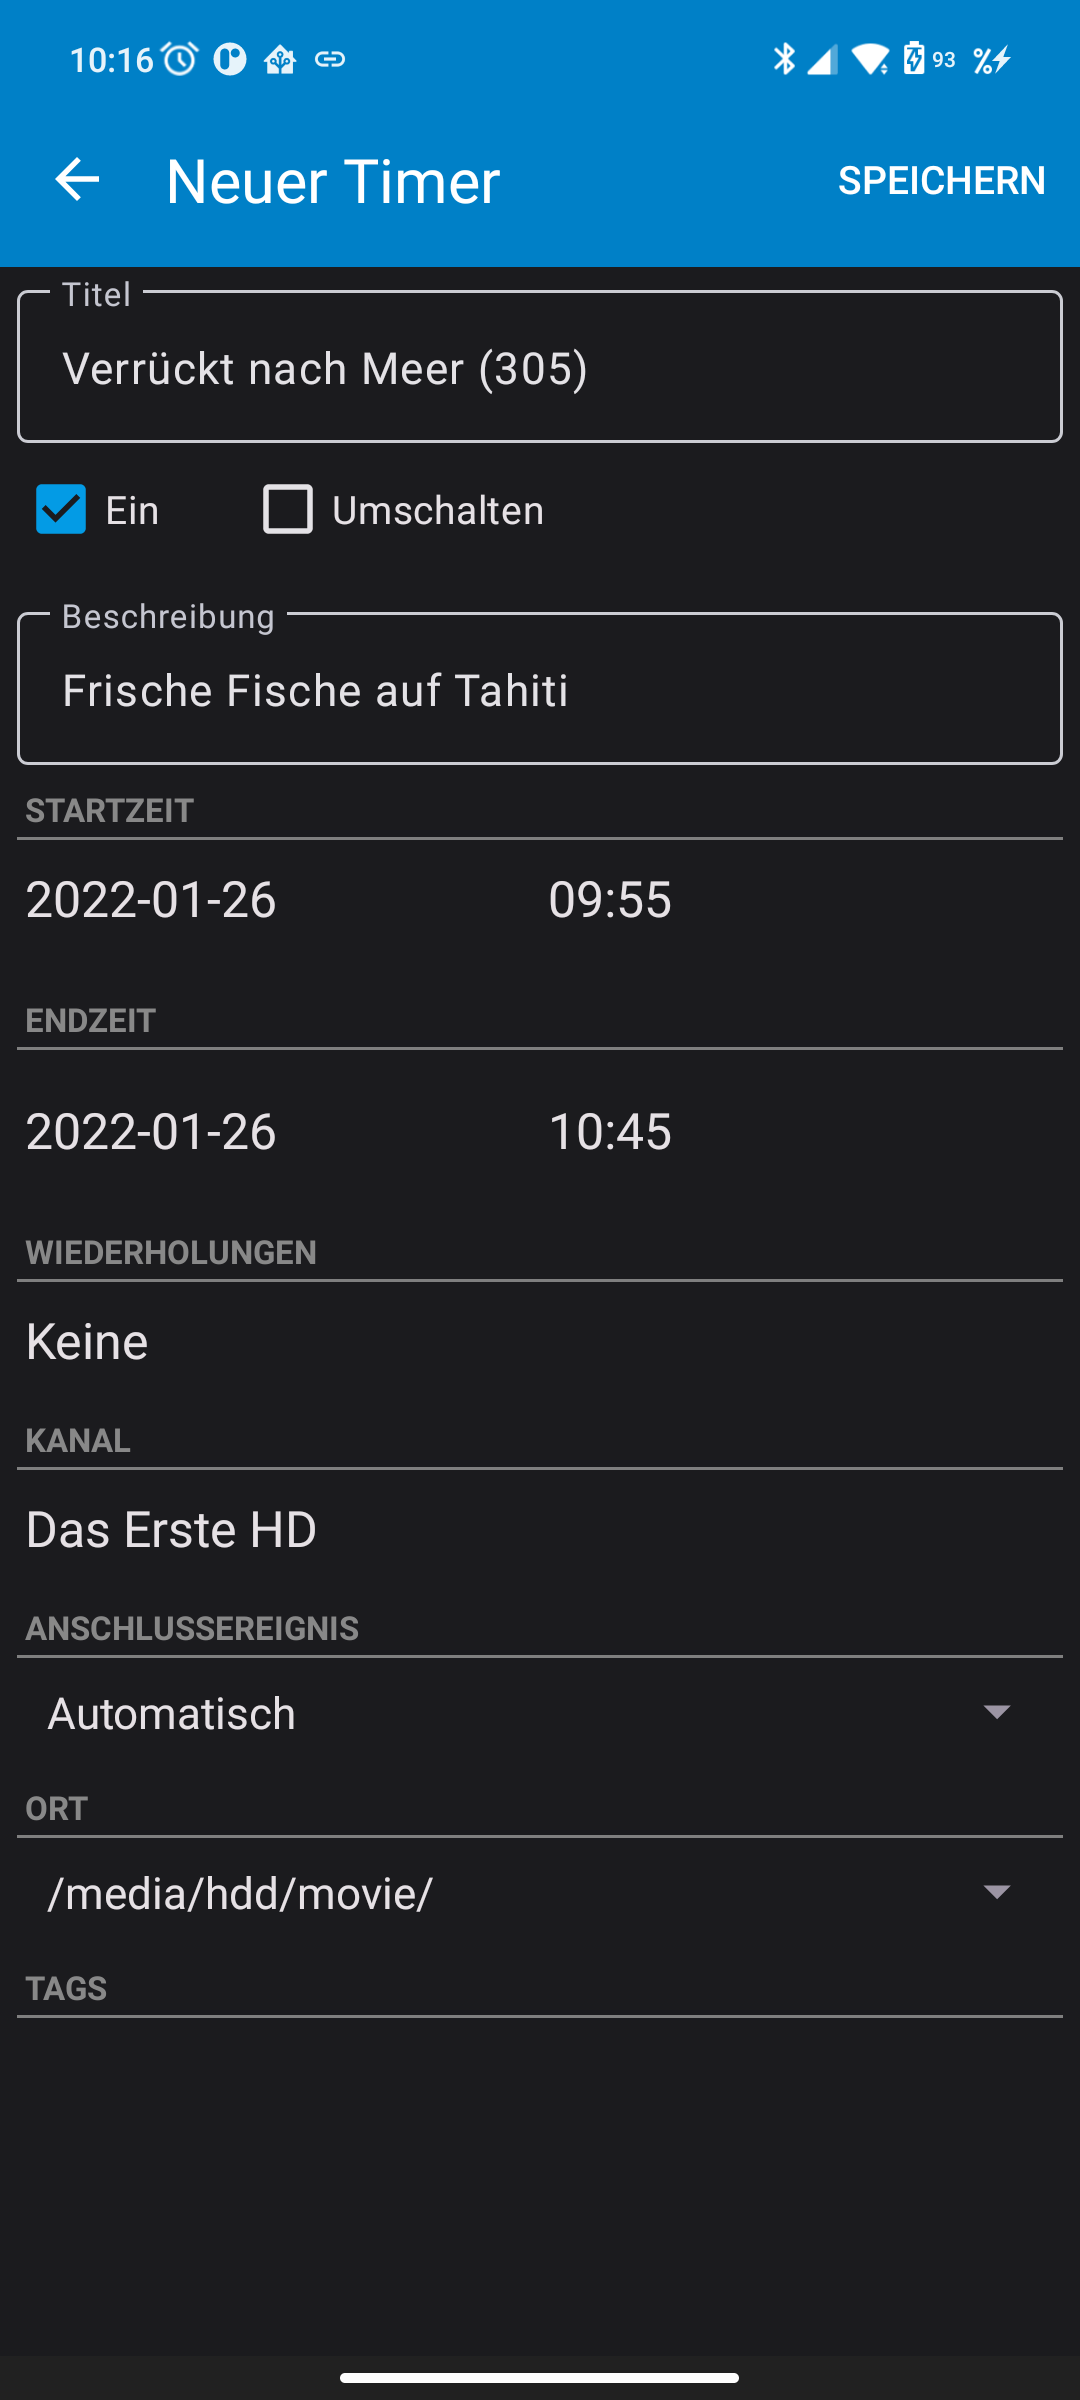 10:16 93 %
Neuer Timer SPEICHERN
Titel
Verrückt nach Meer (305)
Ein Umschalten
Beschreibung
Frische Fische auf Tahiti
STARTZEIT
2022-01-26 09:55
ENDZEIT
2022-01-26 10:45
WIEDERHOLUNGEN
Keine
KANAL
Das Erste HD
ANSCHLUSSEREIGNIS
Automatisch
ORT
/media/hdd/movie/
TAGS